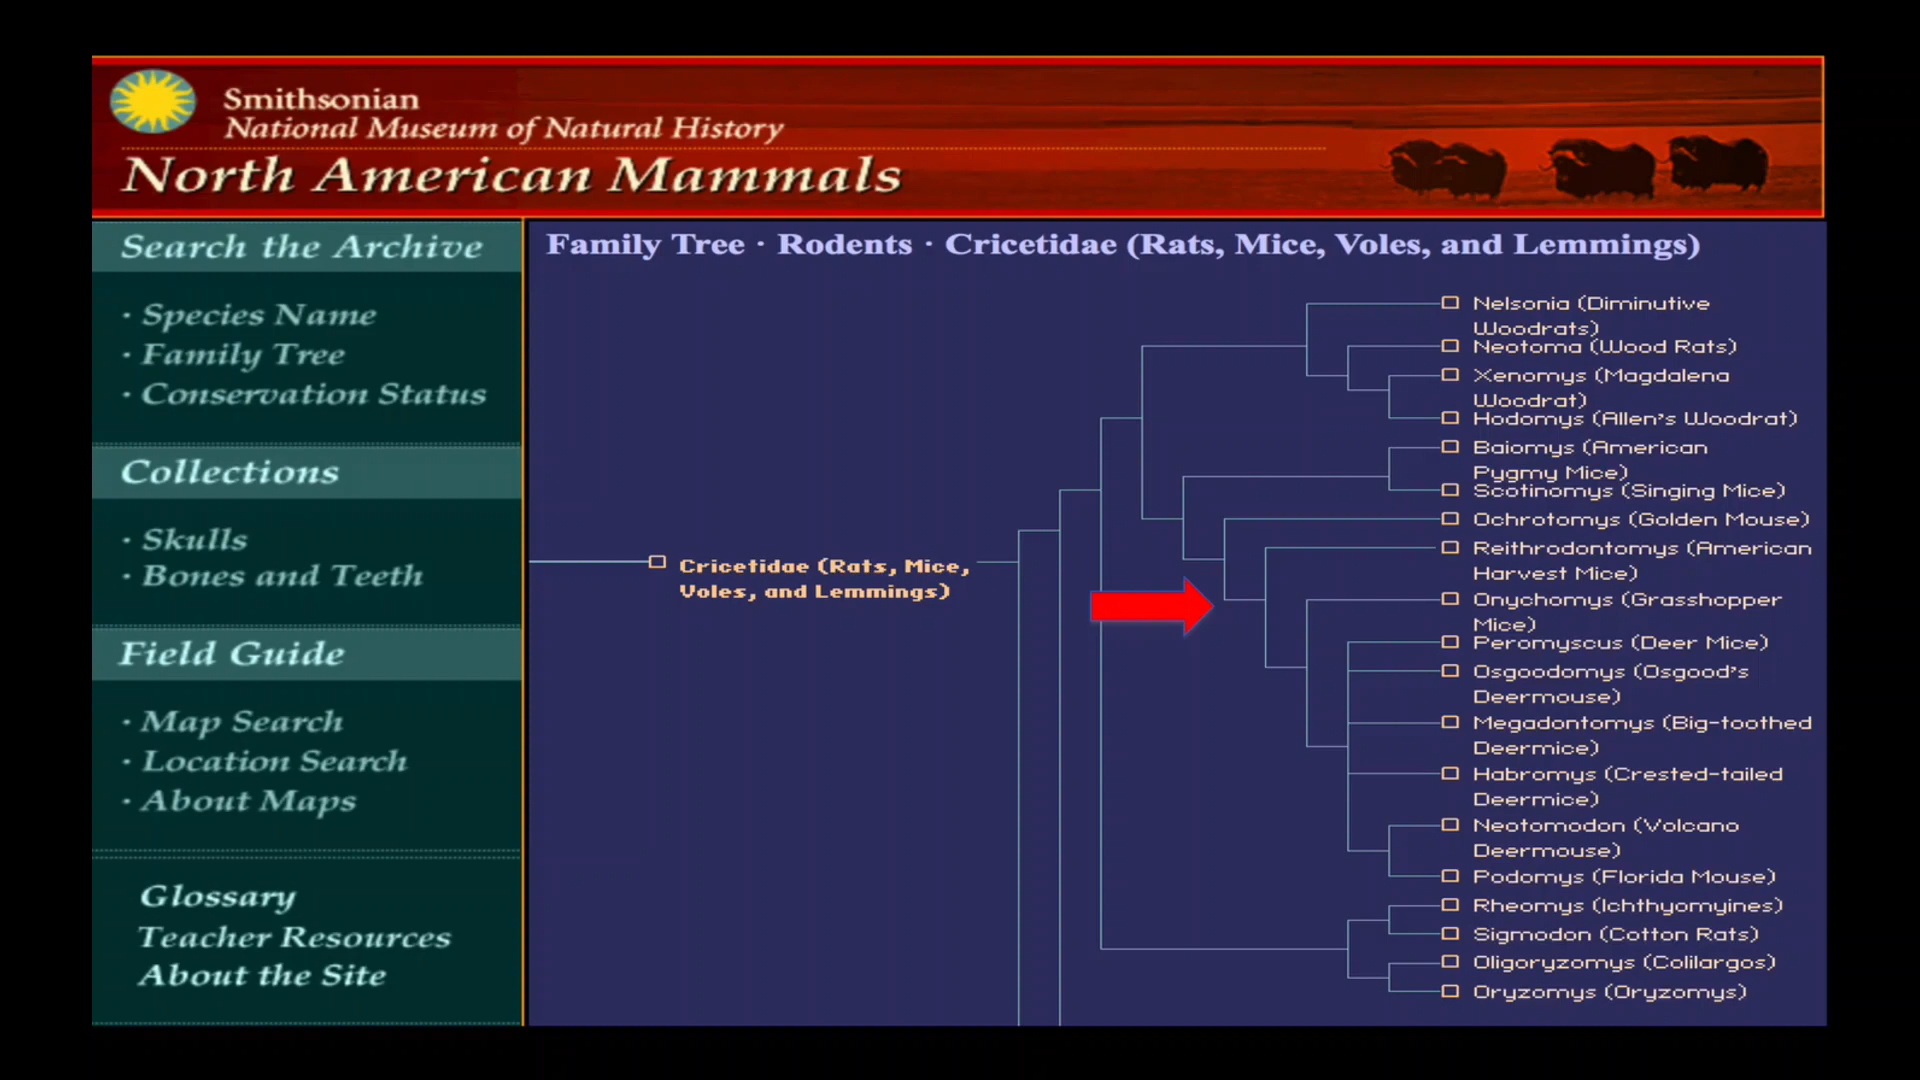 Smithsonian
National Museum of Natural History
North American Mammals
Search the Archive
· Species Name
· Family Tree
· Conservation Status
Collections
· Skulls
· Bones and Teeth
Field Guide
· Map Search
· Location Search
· About Maps
Glossary
Teacher Resources
About the Site
Family Tree · Rodents · Cricetidae (Rats, Mice, Voles, and Lemmings)
Cricetidae (Rats, Mice,
Voles, and Lemmings)
Nelsonia (Diminutive
Woodrats)
Neotoma (Wood Rats)
Xenomys (Magdalena
Woodrat)
Hodomys (Allen's Woodrat)
Baiomys (American
Pygmy Mice)
Scotinomys (Singing Mice)
Ochrotomys (Golden Mouse)
Reithrodontomys (American
Harvest Mice)
Onychomys (Grasshopper
Mice)
Peromyscus (Deer Mice)
Osgoodomys (Osgood's
Deermouse)
Megadontomys (Big-toothed
Deermice)
Habromys (Crested-tailed
Deermice)
Neotomodon (Volcano
Deermouse)
Podomys (Florida Mouse)
Rheomys (Ichthyomyines)
Sigmodon (Cotton Rats)
Oligoryzomys (Colilargos)
Oryzomys (Oryzomys)